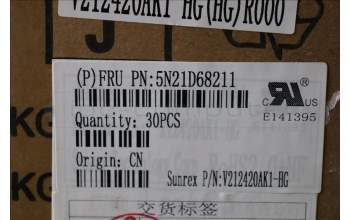 V212420AK1-HG(HG)R000
(P)FRU PN:5N21D68211
Quantity: 30PCS
C US
E141395
Origin: CN
Sunrex P/N:V212420AK1-HG
交货标签